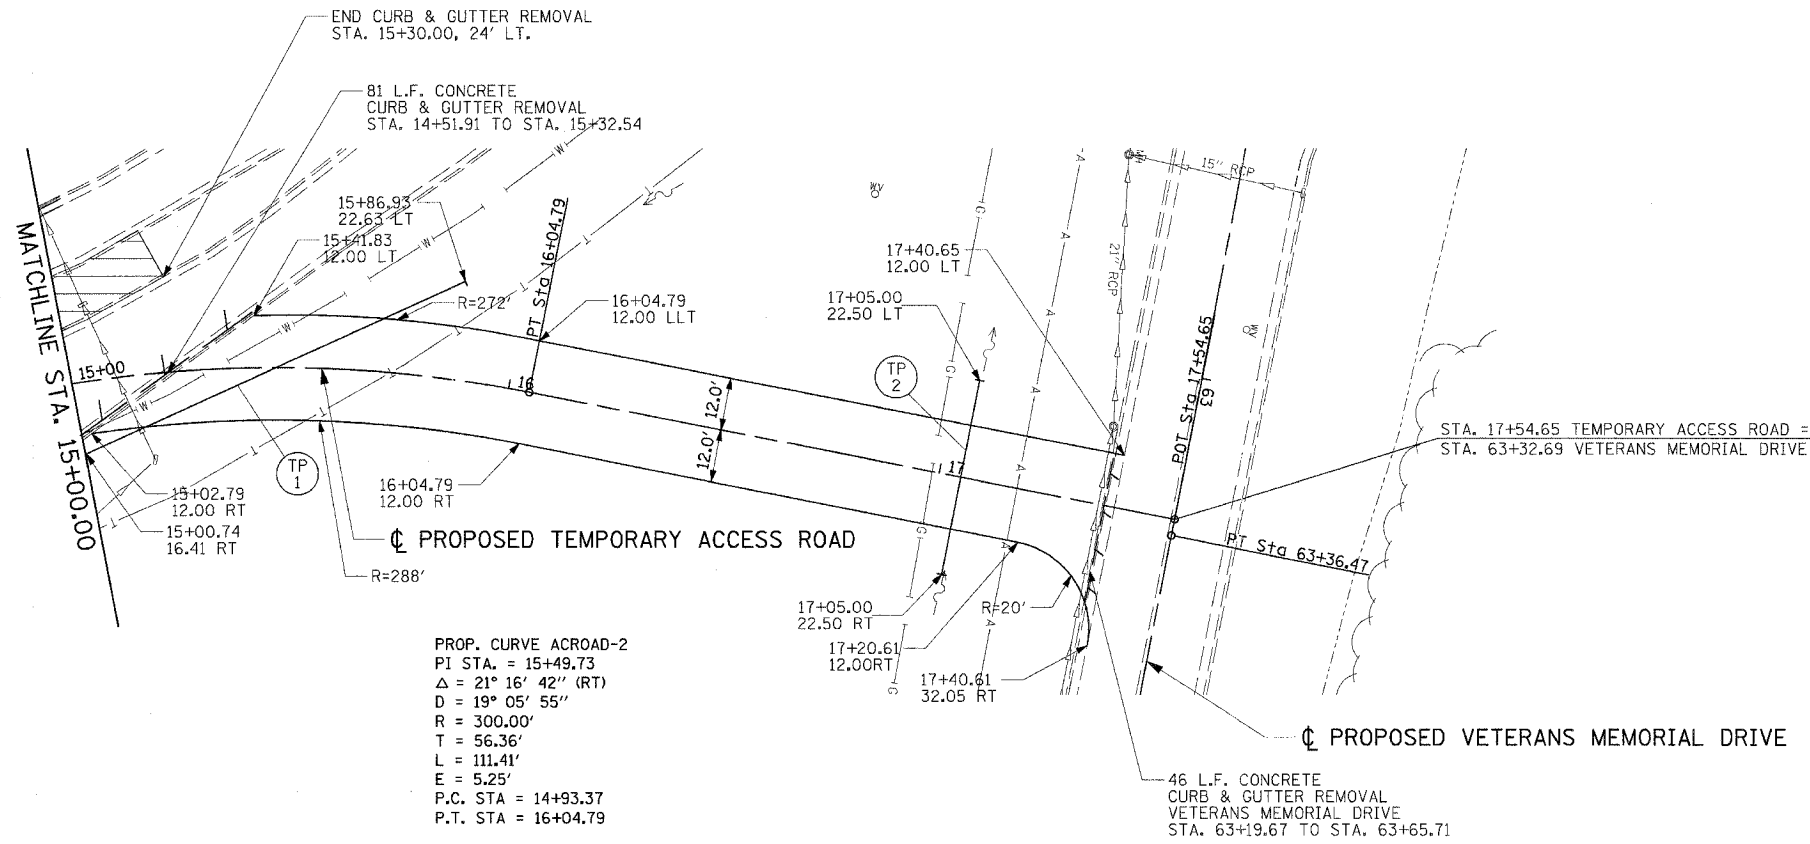 END CURB & GUTTER REMOVAL
STA. 15+30.00, 24' LT.
81 L.F. CONCRETE
CURB & GUTTER REMOVAL
STA. 14+51.91 TO STA. 15+32.54
15+86.93
22.63 LT
15+41.83
12.00 LT
MATCHLINE STA. 15+00.00
15+00
R=272'
PT Sta 16+04.79
16+04.79
12.00 LLT
16
W
W
W
W
W
T
T
T
T
T
T
WV
17+40.65
12.00 LT
17+05.00
22.50 LT
TP
2
12.0'
12.0'
17
G
G
G
G
G
A
A
A
A
A
A
A
MH
15" RCP
21" RCP
WV
POT Sta 17+54.65
63
STA. 17+54.65 TEMPORARY ACCESS ROAD =
STA. 63+32.69 VETERANS MEMORIAL DRIVE
PT Sta 63+36.47
TP
1
15+02.79
12.00 RT
15+00.74
16.41 RT
16+04.79
12.00 RT
℄ PROPOSED TEMPORARY ACCESS ROAD
R=288'
17+05.00
22.50 RT
R=20'
17+20.61
12.00RT
17+40.61
32.05 RT
PROP. CURVE ACROAD-2
PI STA. = 15+49.73
Δ = 21° 16' 42" (RT)
D = 19° 05' 55"
R = 300.00'
T = 56.36'
L = 111.41'
E = 5.25'
P.C. STA = 14+93.37
P.T. STA = 16+04.79
℄ PROPOSED VETERANS MEMORIAL DRIVE
46 L.F. CONCRETE
CURB & GUTTER REMOVAL
VETERANS MEMORIAL DRIVE
STA. 63+19.67 TO STA. 63+65.71